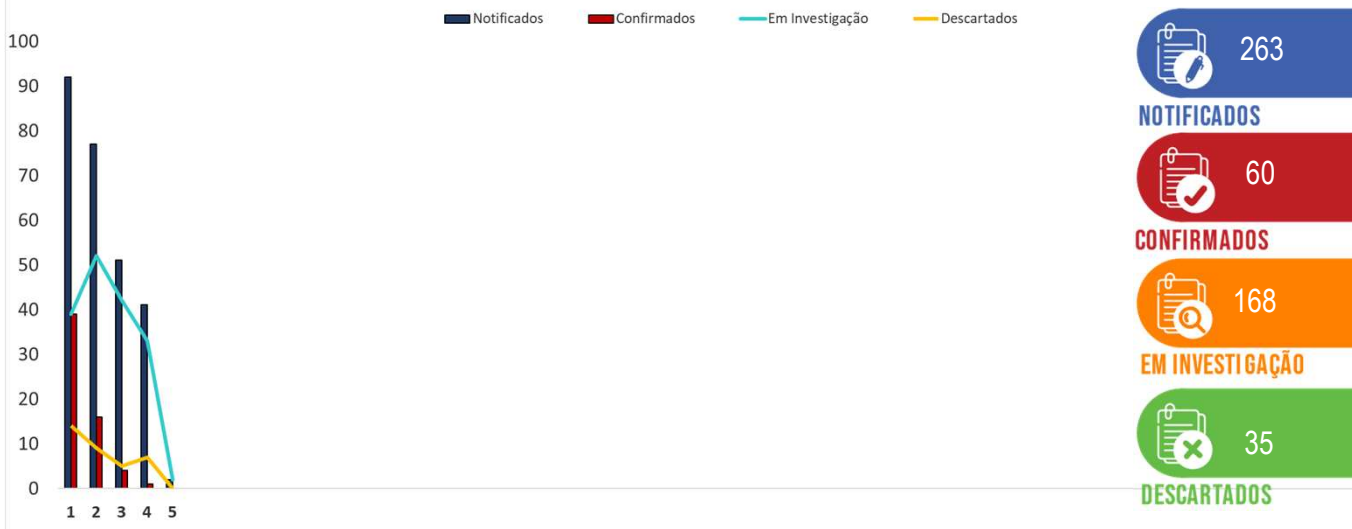 Notificados Confirmados Em Investigação Descartados
100
90
80
70
60
50
40
30
20
10
0
1 2 3 4 5
263
NOTIFICADOS
60
CONFIRMADOS
168
EM INVESTIGAÇÃO
35
DESCARTADOS